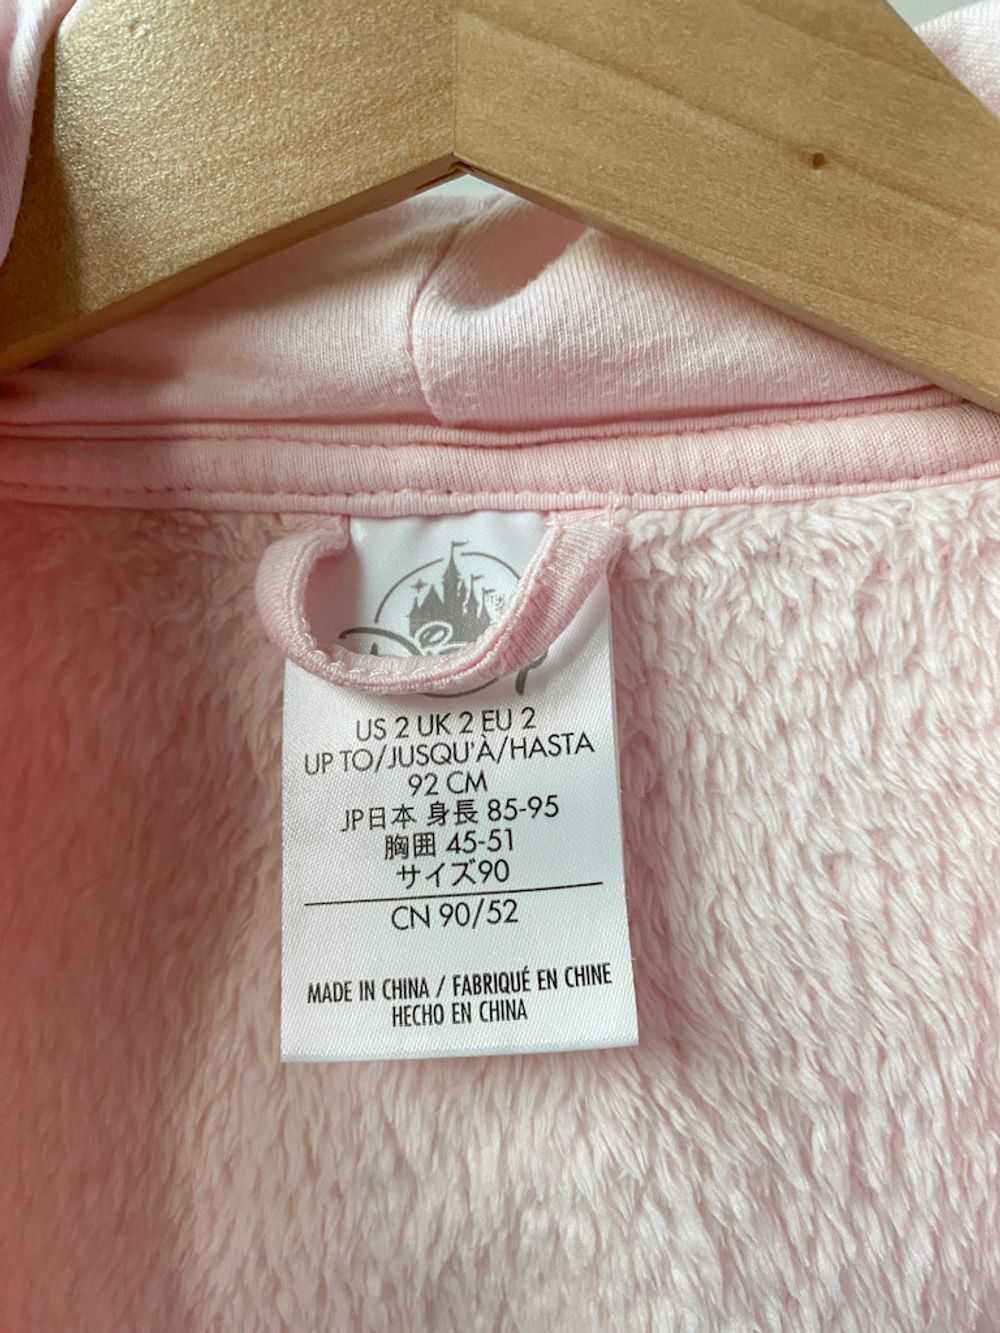 US 2 UK 2 EU 2
UP TO/JUSQU'À/HASTA
92 CM
JP日本 身長 85-95
胸囲 45-51
サイズ90
CN 90/52
MADE IN CHINA / FABRIQUÉ EN CHINE
HECHO EN CHINA